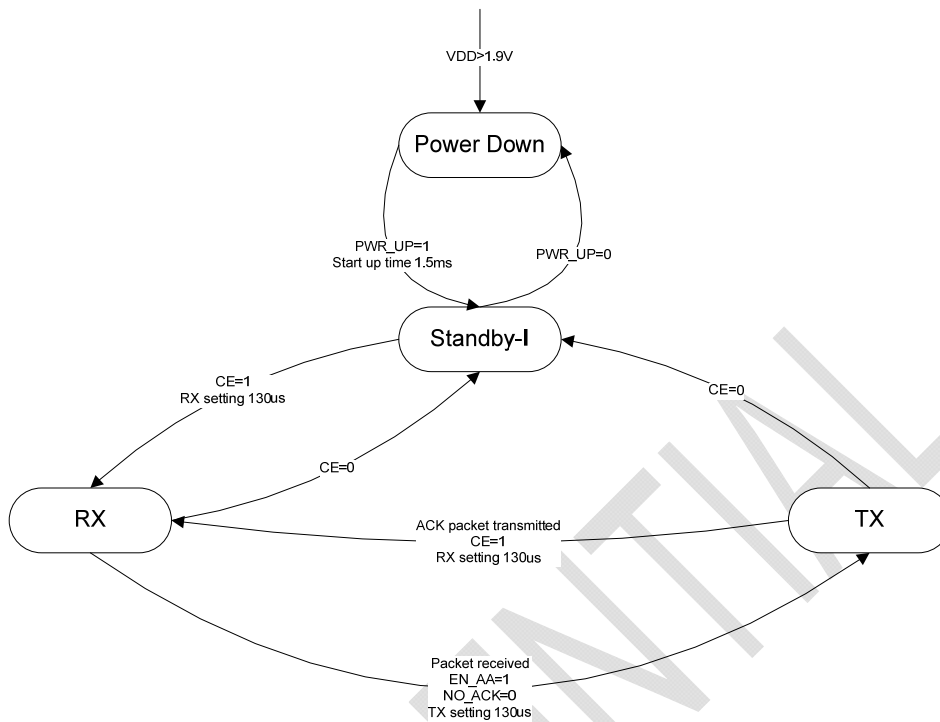 VDD>1.9V
Power Down
PWR_UP=1
Start up time 1.5ms
PWR_UP=0
Standby-I
CE=1
RX setting 130us
CE=0
CE=0
RX
TX
ACK packet transmitted
CE=1
RX setting 130us
Packet received
EN_AA=1
NO_ACK=0
TX setting 130us
ENTIAL